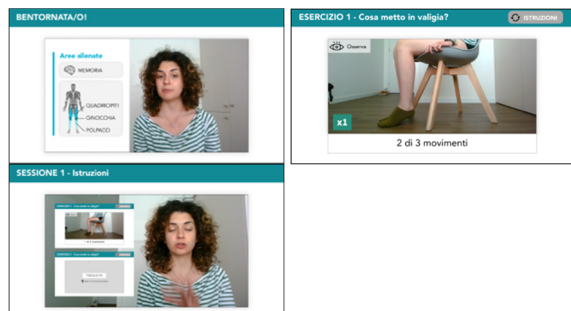 BENTORNATA/O!
Aree allenate
MEMORIA
QUADRICIPITI
GINOCCHIA
POLPACCI
ESERCIZIO 1 - Cosa metto in valigia?
ISTRUZIONI
Osserva
x1
2 di 3 movimenti
SESSIONE 1 - Istruzioni